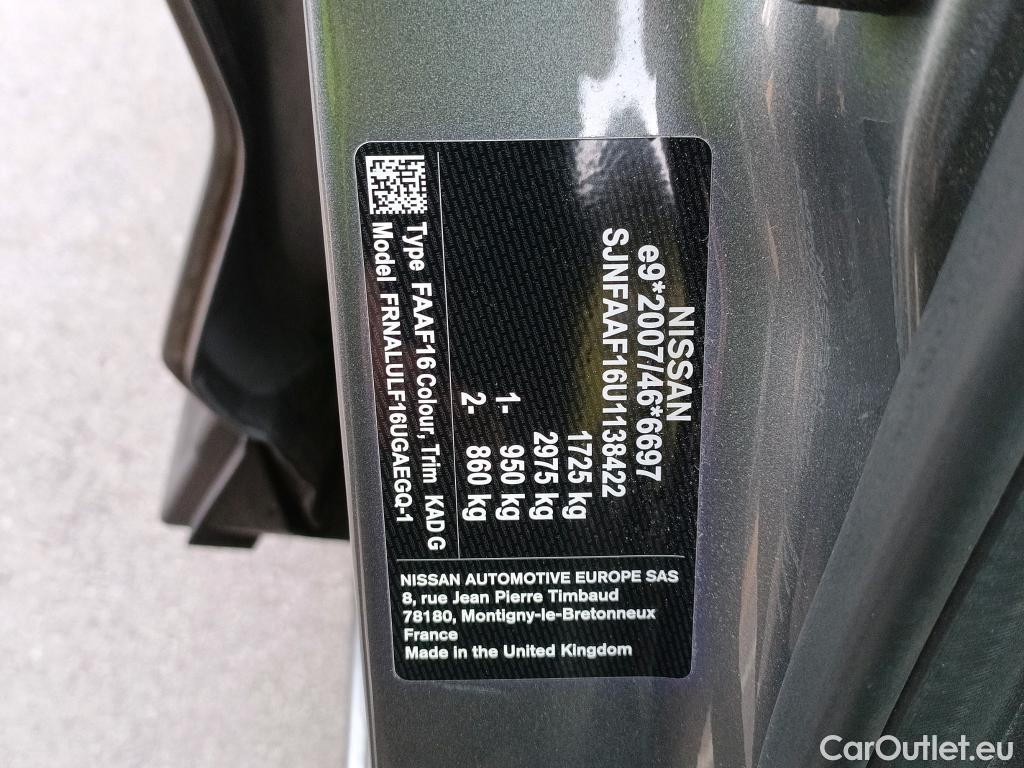 NISSAN
e9*2007/46*6697
SJNFAAF16U1138422
1725 kg
2975 kg
1- 950 kg
2- 860 kg
Type FAAF16 Colour, Trim KAD G
Model FRNALULF16UGAEGQ-1
NISSAN AUTOMOTIVE EUROPE SAS
8, rue Jean Pierre Timbaud
78180, Montigny-le-Bretonneux
France
Made in the United Kingdom
CarOutlet.eu